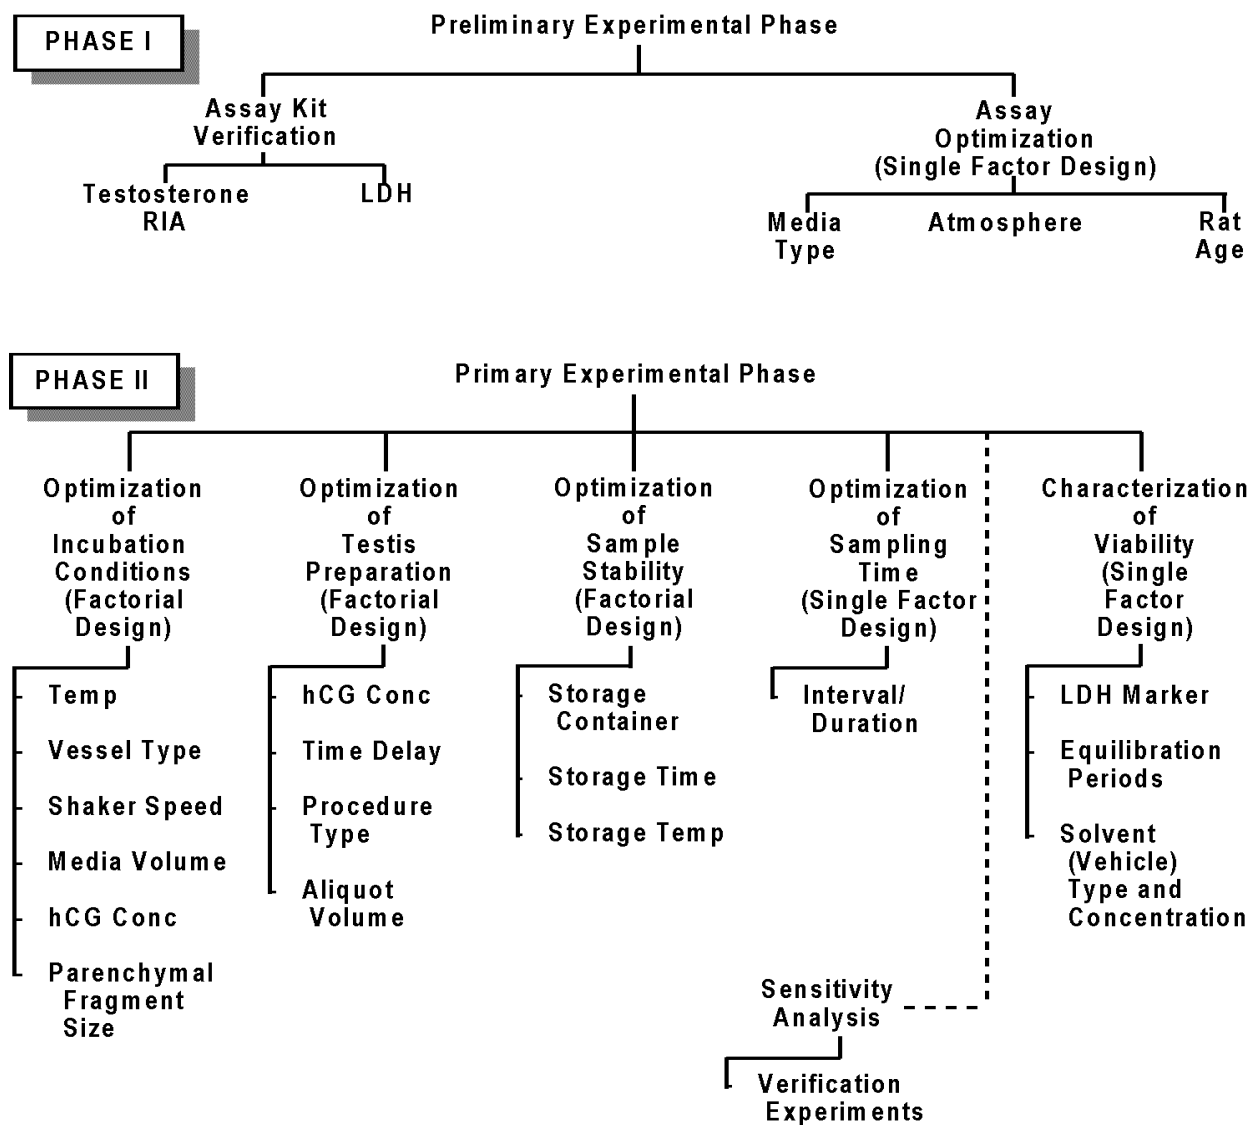 PHASE I
Preliminary Experimental Phase
Assay Kit
Verification
Testosterone
RIA
LDH
Assay
Optimization
(Single Factor Design)
Media
Type
Atmosphere
Rat
Age
PHASE II
Primary Experimental Phase
Optimization
of
Incubation
Conditions
(Factorial
Design)
Temp
Vessel Type
Shaker Speed
Media Volume
hCG Conc
Parenchymal
Fragment
Size
Optimization
of
Testis
Preparation
(Factorial
Design)
hCG Conc
Time Delay
Procedure
Type
Aliquot
Volume
Optimization
of
Sample
Stability
(Factorial
Design)
Storage
Container
Storage Time
Storage Temp
Optimization
of
Sampling
Time
(Single Factor
Design)
Interval/
Duration
Characterization
of
Viability
(Single
Factor
Design)
LDH Marker
Equilibration
Periods
Solvent
(Vehicle)
Type and
Concentration
Sensitivity
Analysis
Verification
Experiments